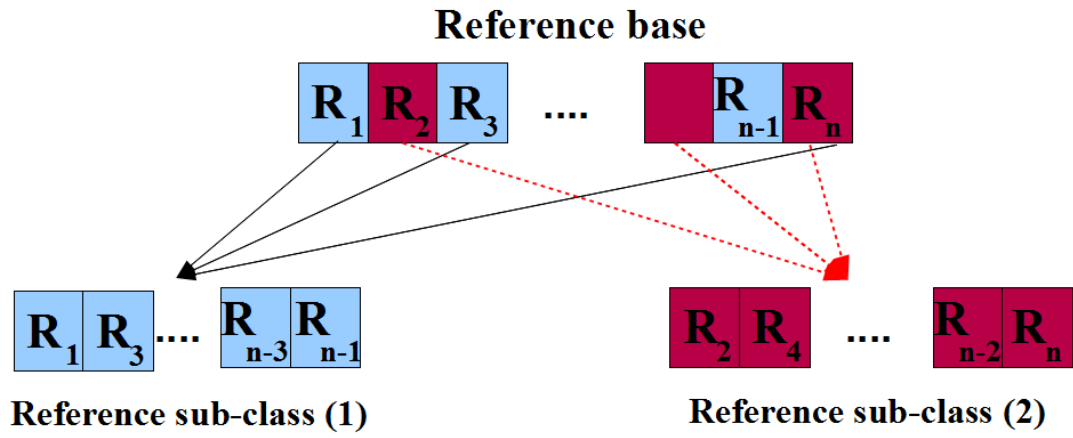 Reference base
R1 R2 R3 .... Rn-1 Rn
R1 R3 .... Rn-3 Rn-1 R2 R4 .... Rn-2 Rn
Reference sub-class (1) Reference sub-class (2)